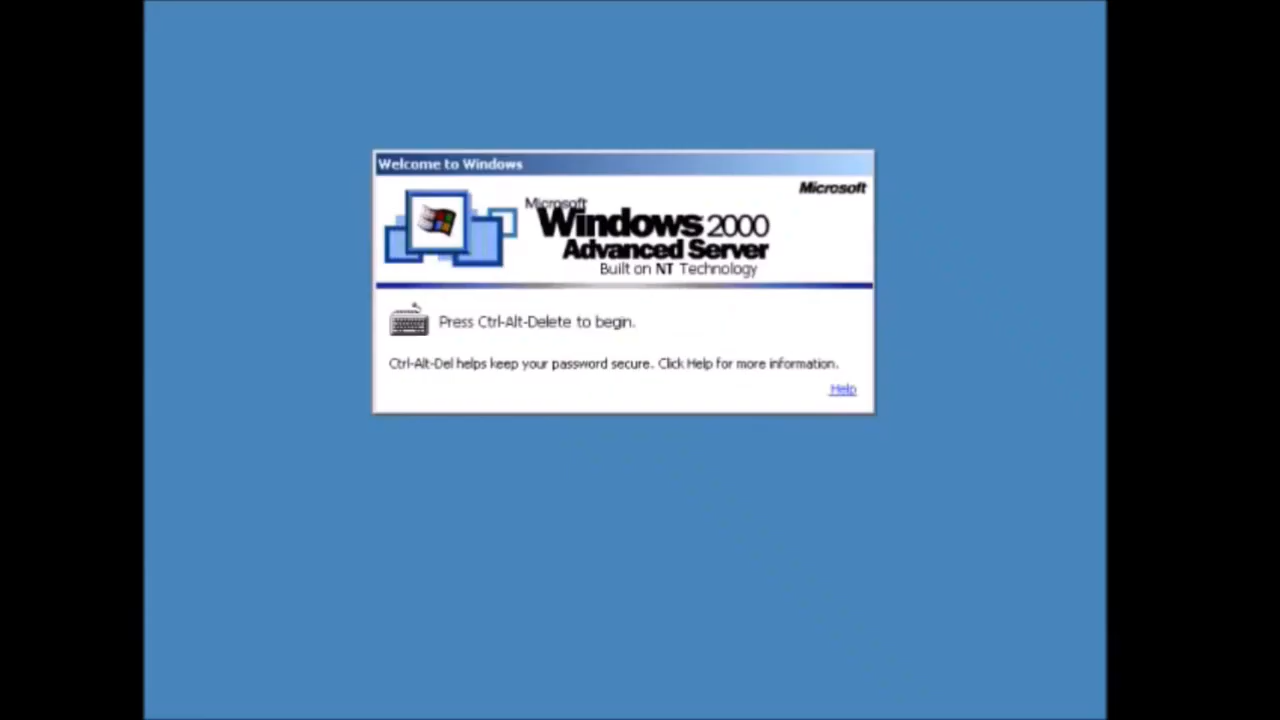 Welcome to Windows
Microsoft
Microsoft
Windows 2000
Advanced Server
Built on NT Technology
Press Ctrl-Alt-Delete to begin.
Ctrl-Alt-Del helps keep your password secure. Click Help for more information.
Help